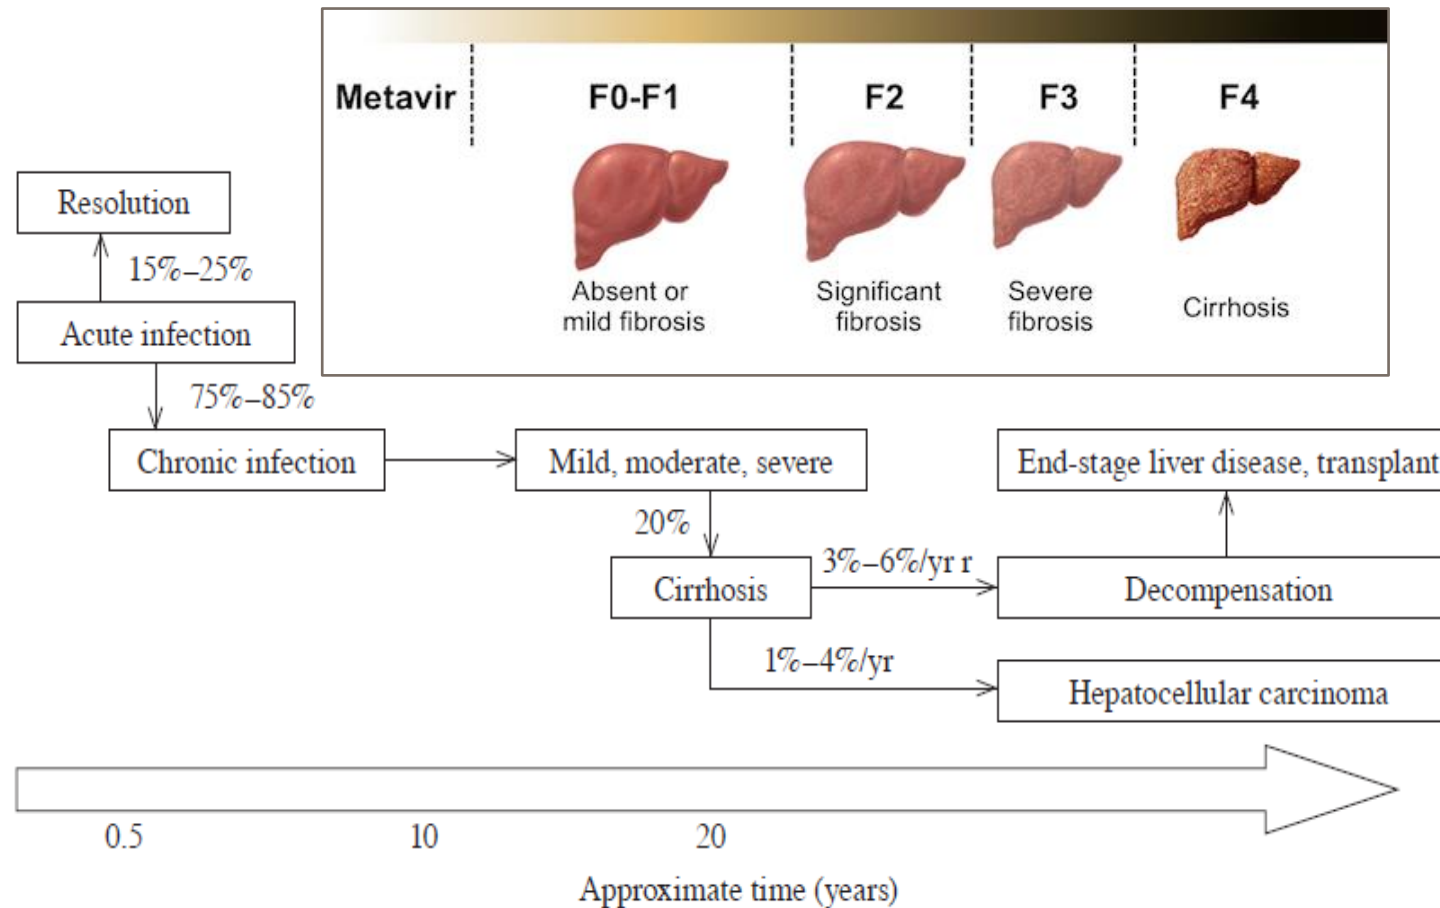 Metavir
F0-F1
F2
F3
F4
Absent or
mild fibrosis
Significant
fibrosis
Severe
fibrosis
Cirrhosis
Resolution
15%–25%
Acute infection
75%–85%
Chronic infection
Mild, moderate, severe
End-stage liver disease, transplant
20%
3%–6%/yr r
Cirrhosis
Decompensation
1%–4%/yr
Hepatocellular carcinoma
0.5
10
20
Approximate time (years)